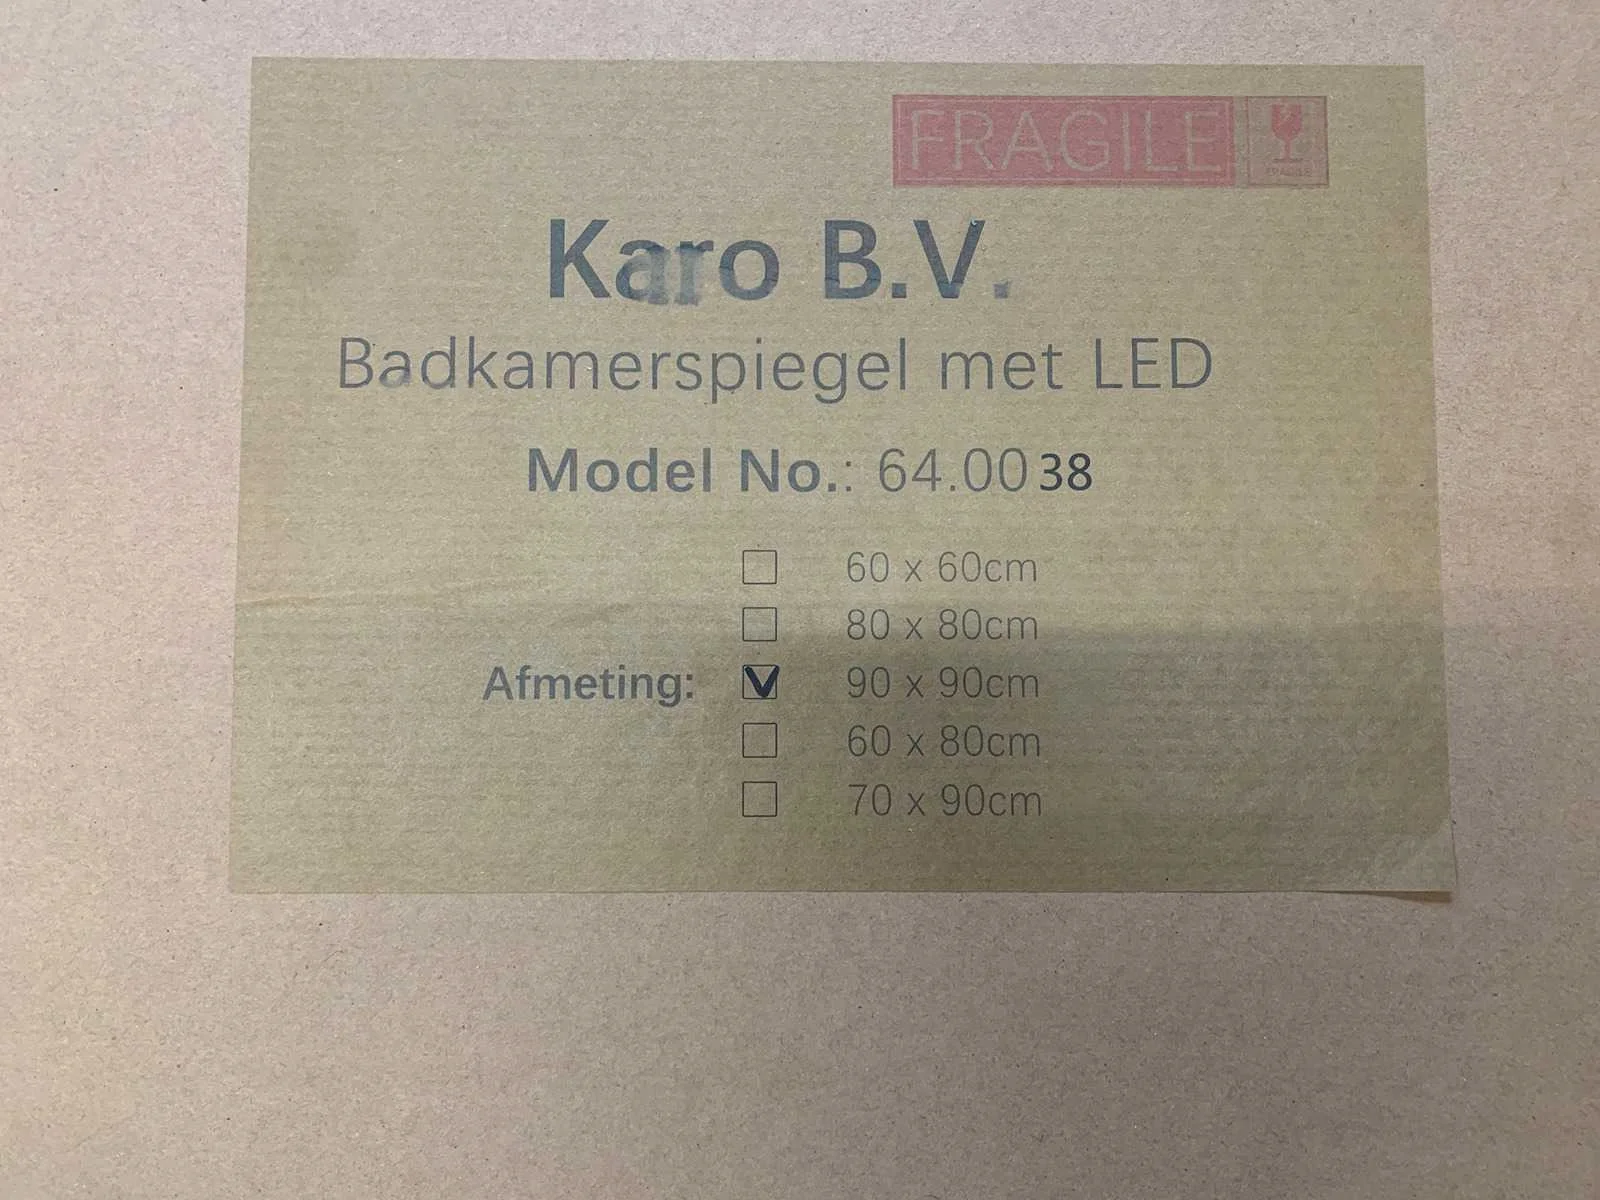 FRAGILE
FRAGILE
Karo B.V.
Badkamerspiegel met LED
Model No.: 64.0038
60 x 60cm
80 x 80cm
Afmeting: 90 x 90cm
60 x 80cm
70 x 90cm